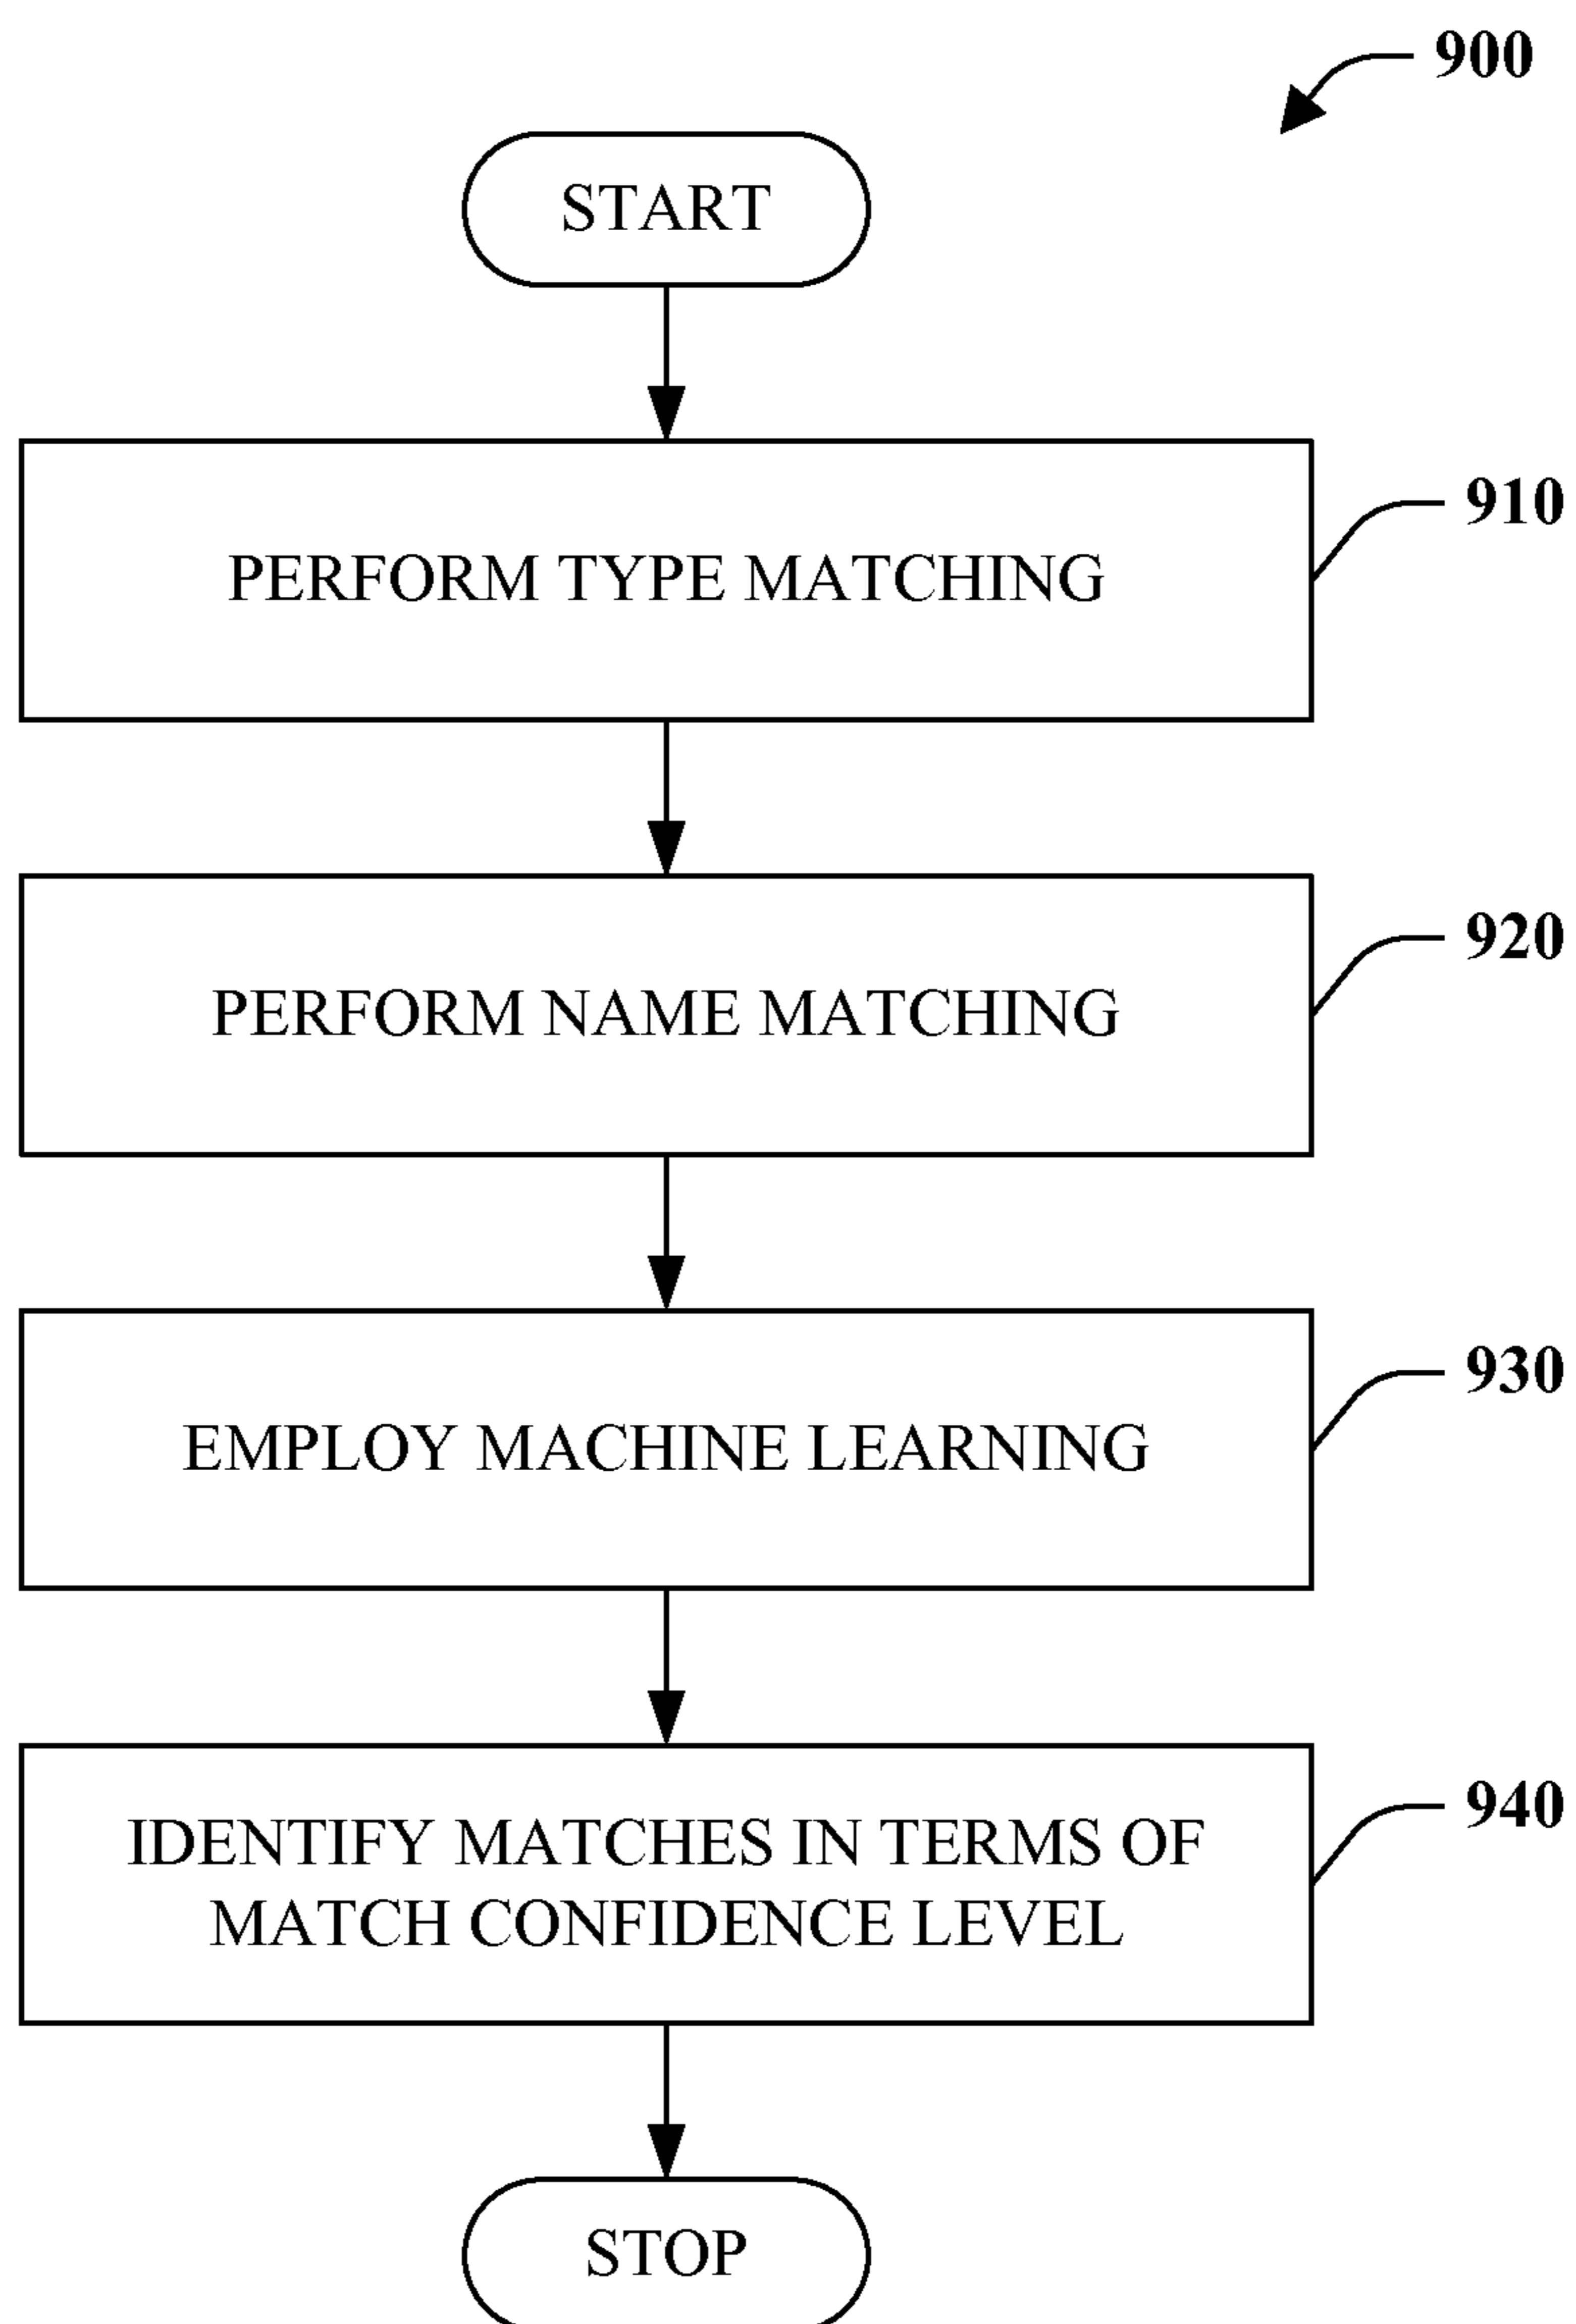 900
START
PERFORM TYPE MATCHING
910
PERFORM NAME MATCHING
920
EMPLOY MACHINE LEARNING
930
IDENTIFY MATCHES IN TERMS OF
MATCH CONFIDENCE LEVEL
940
STOP